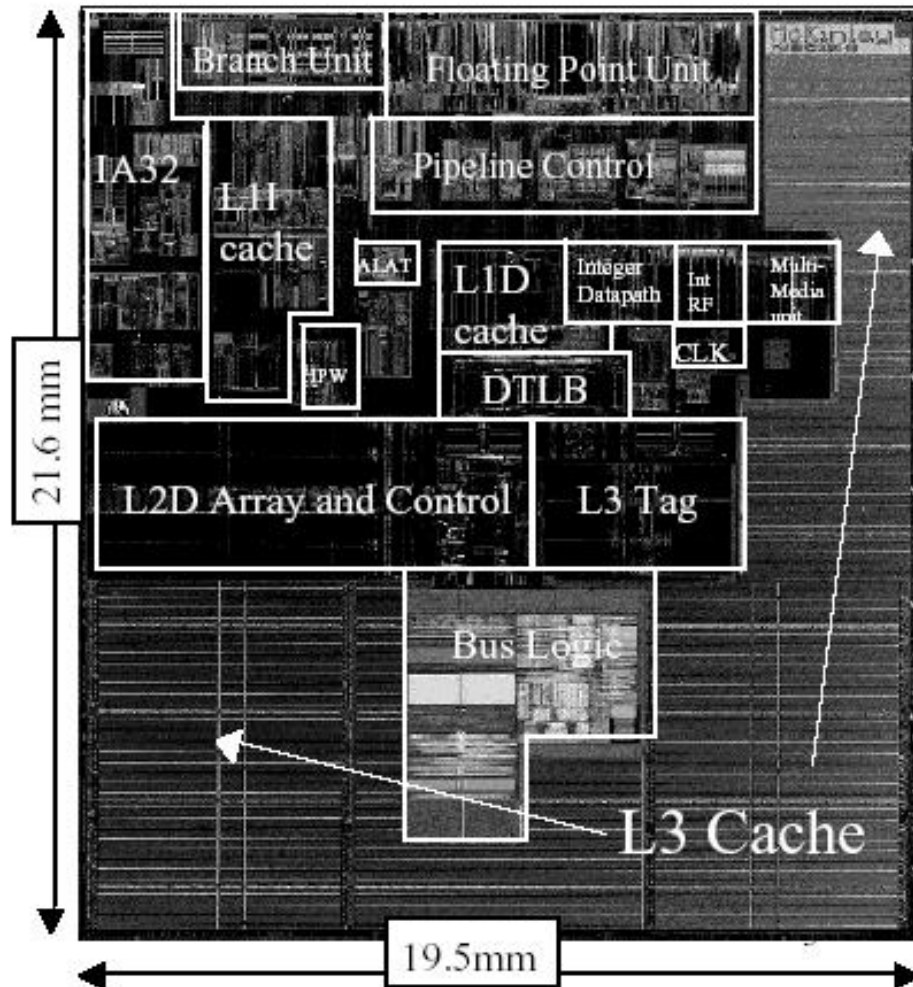 McKinley
Branch Unit
Floating Point Unit
IA32
L1I
cache
Pipeline Control
ALAT
L1D
cache
Integer
Datapath
Int
RF
Multi-
Media
unit
HPW
CLK
DTLB
21.6 mm
L2D Array and Control
L3 Tag
Bus Logic
L3 Cache
19.5mm